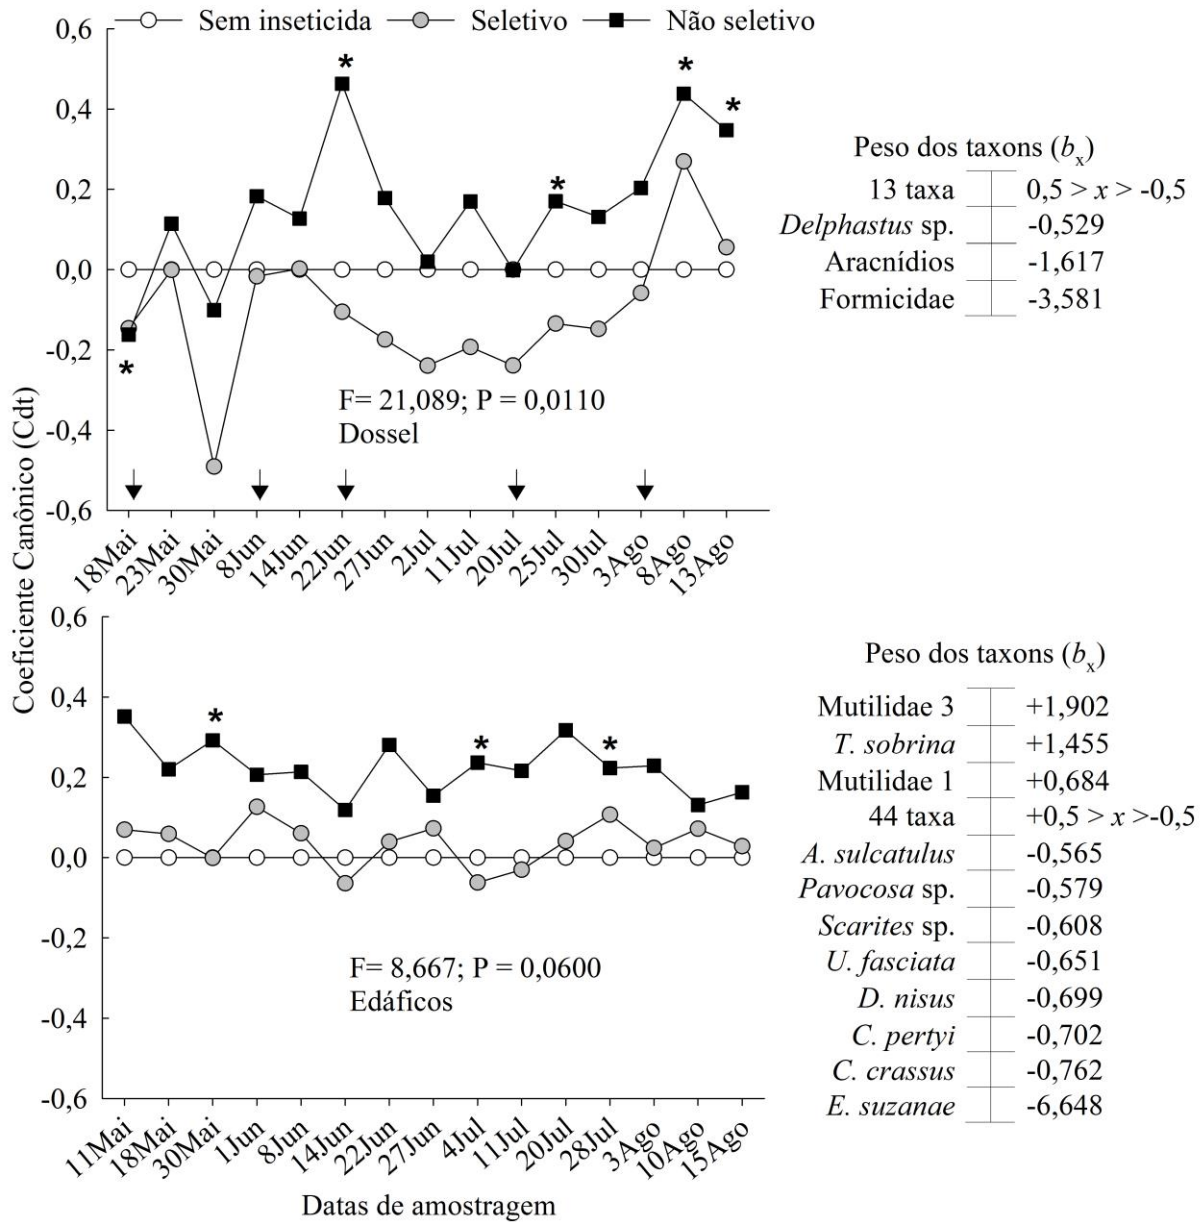 Sem inseticida Seletivo Não seletivo
Coeficiente Canônico (Cdt)
0,6
0,4
0,2
0,0
-0,2
-0,4
-0,6
*
*
*
*
*
F= 21,089; P = 0,0110
Dossel
18Mai 23Mai 30Mai 8Jun 14Jun 22Jun 27Jun 2Jul 11Jul 20Jul 25Jul 30Jul 3Ago 8Ago 13Ago
Peso dos taxons (bx)
13 taxa 0,5 > x > -0,5
Delphastus sp. -0,529
Aracnídios -1,617
Formicidae -3,581
0,6
0,4
0,2
0,0
-0,2
-0,4
-0,6
*
*
*
F= 8,667; P = 0,0600
Edáficos
11Mai 18Mai 30Mai 1Jun 8Jun 14Jun 22Jun 27Jun 4Jul 11Jul 20Jul 28Jul 3Ago 10Ago 15Ago
Datas de amostragem
Peso dos taxons (bx)
Mutilidae 3 +1,902
T. sobrina +1,455
Mutilidae 1 +0,684
44 taxa +0,5 > x >-0,5
A. sulcatulus -0,565
Pavocosa sp. -0,579
Scarites sp. -0,608
U. fasciata -0,651
D. nisus -0,699
C. pertyi -0,702
C. crassus -0,762
E. suzanae -6,648